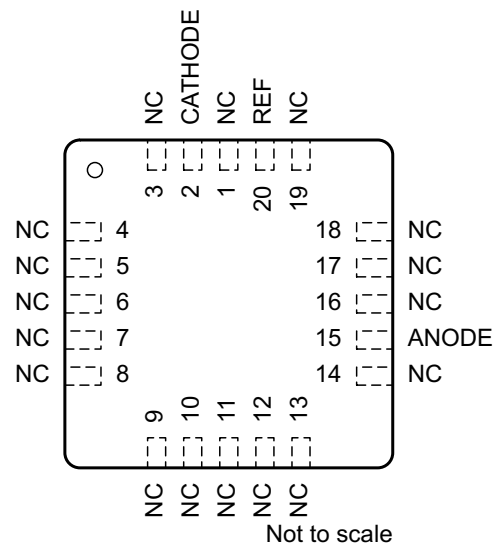 NC
CATHODE
NC
REF
NC
3
2
1
20
19
NC 4
NC 5
NC 6
NC 7
NC 8
18 NC
17 NC
16 NC
15 ANODE
14 NC
9
10
11
12
13
NC
NC
NC
NC
NC
Not to scale